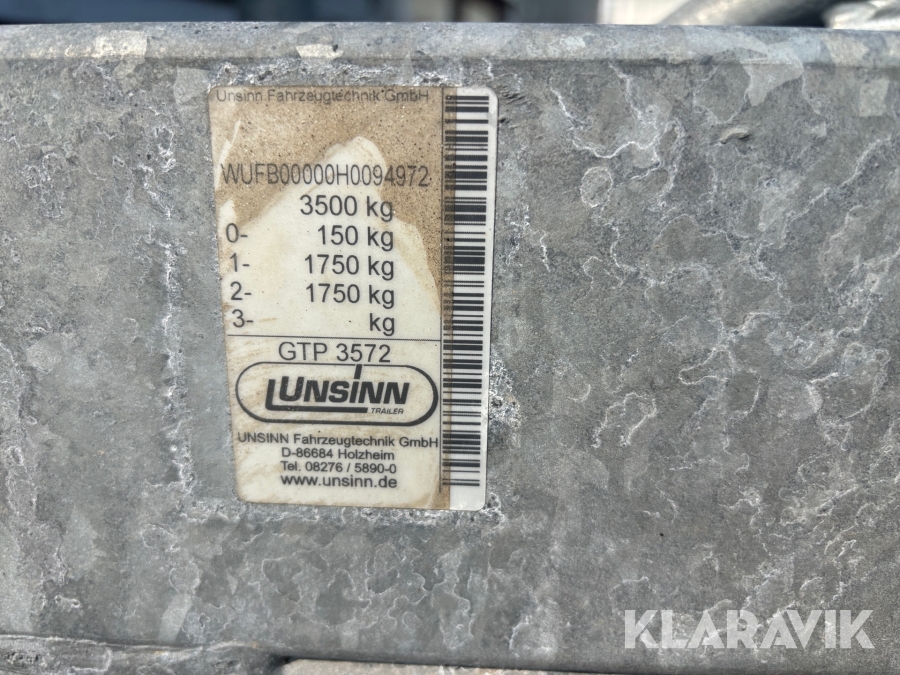 Unsinn Fahrzeugtechnik GmbH
WUFB00000H0094972
3500 kg
0- 150 kg
1- 1750 kg
2- 1750 kg
3- kg
GTP 3572
UNSINN
TRAILER
UNSINN Fahrzeugtechnik GmbH
D-86684 Holzheim
Tel. 08276 / 5890-0
www.unsinn.de
KLARAVIK